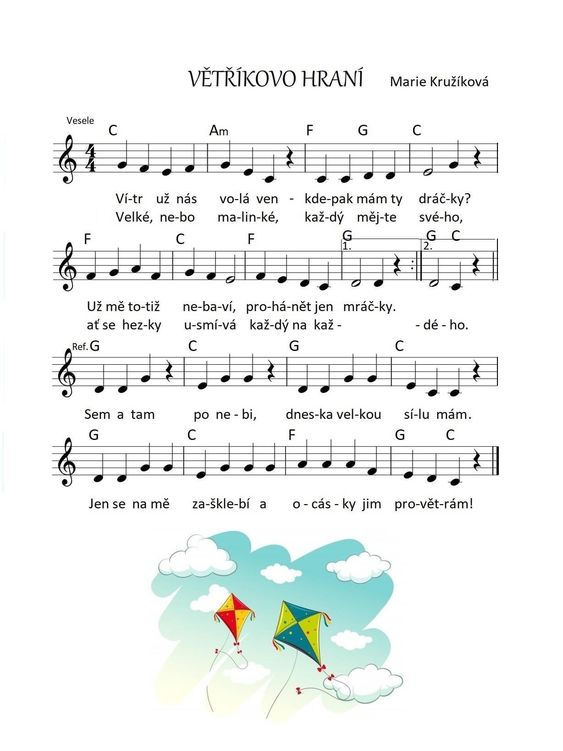 VĚTŘÍKOVO HRANÍ Marie Kružíková
Vesele
C Am F G C
4
4
Ví-tr už nás vo-lá ven - kde-pak mám ty dráč-ky?
Velké, ne-bo ma-lin-ké, kaž-dý měj-te své-ho,
F C F G G C
1. 2.
Už mě to-tiž ne-ba-ví, pro-há-nět jen mráč-ky.
ať se hez-ky u-smí-vá kaž-dý na kaž- -dé-ho.
Ref. G C G C
Sem a tam po ne-bi, dnes-ka vel-kou sí-lu mám.
G C F G C
Jen se na mě za-škle-bí a o-cás-ky jim pro-vět-rám!